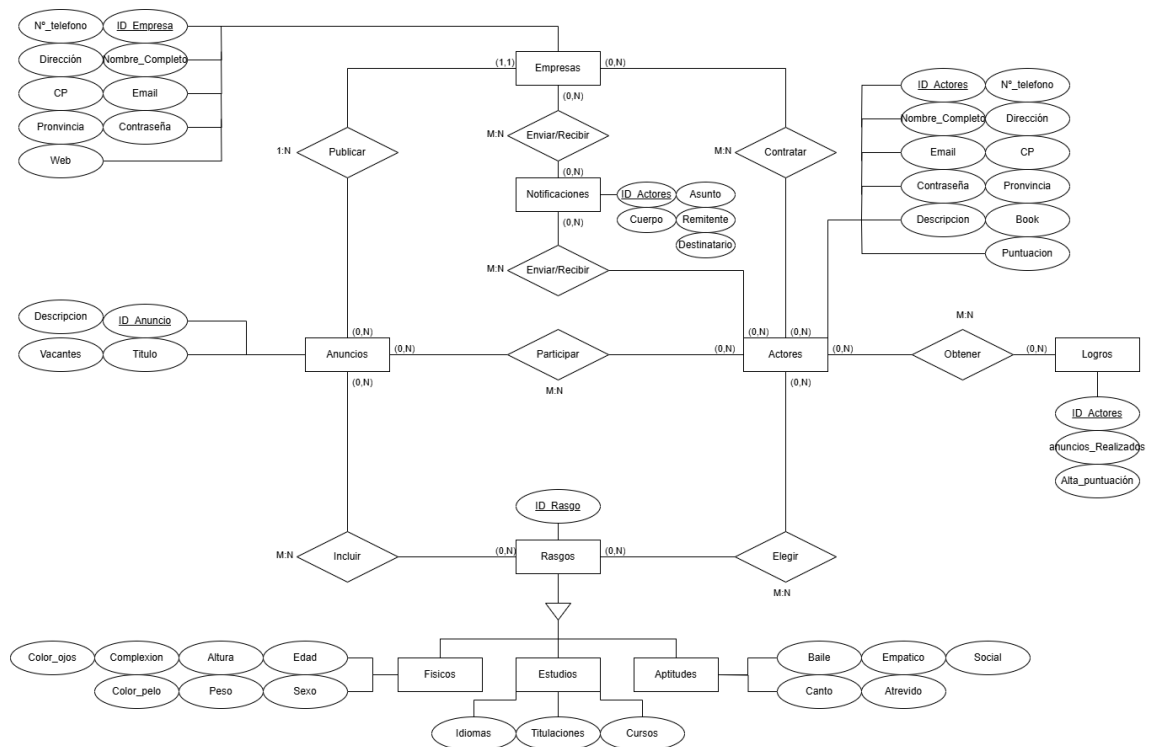 Nº_telefono
ID_Empresa
Dirección
Nombre_Completo
CP
Email
Pronvincia
Contraseña
Web
(1,1)
Empresas
(0,N)
(0,N)
1:N
Publicar
M:N
Enviar/Recibir
M:N
Contratar
(0,N)
Notificaciones
ID_Actores
Asunto
Cuerpo
Remitente
Destinatario
(0,N)
M:N
Enviar/Recibir
ID_Actores
Nº_telefono
Nombre_Completo
Dirección
Email
CP
Contraseña
Pronvincia
Descripcion
Book
Puntuacion
Descripcion
ID_Anuncio
Vacantes
Titulo
(0,N)
Anuncios
(0,N)
(0,N)
Participar
M:N
(0,N)
(0,N)
(0,N)
Actores
(0,N)
(0,N)
M:N
Obtener
(0,N)
Logros
ID_Actores
anuncios_Realizados
Alta_puntuación
ID_Rasgo
M:N
Incluir
(0,N)
Rasgos
(0,N)
Elegir
M:N
Color_ojos
Complexion
Altura
Edad
Color_pelo
Peso
Sexo
Fisicos
Estudios
Aptitudes
Baile
Empatico
Social
Canto
Atrevido
Idiomas
Titulaciones
Cursos